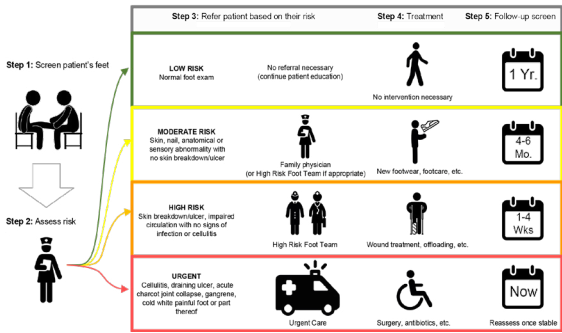 Step 3: Refer patient based on their risk
Step 4: Treatment
Step 5: Follow-up screen
Step 1: Screen patient's feet
Step 2: Assess risk
LOW RISK
Normal foot exam
No referral necessary
(continue patient education)
No intervention necessary
1 Yr.
MODERATE RISK
Skin, nail, anatomical or
sensory abnormality with
no skin breakdown/ulcer
Family physician
(or High Risk Foot Team if appropriate)
New footwear, footcare, etc.
4-6
Mo.
HIGH RISK
Skin breakdown/ulcer, impaired
circulation with no signs of
infection or cellulitis
High Risk Foot Team
Wound treatment, offloading, etc.
1-4
Wks
URGENT
Cellulitis, draining ulcer, acute
charcot joint collapse, gangrene,
cold white painful foot or part
thereof
Urgent Care
Surgery, antibiotics, etc.
Now
Reassess once stable